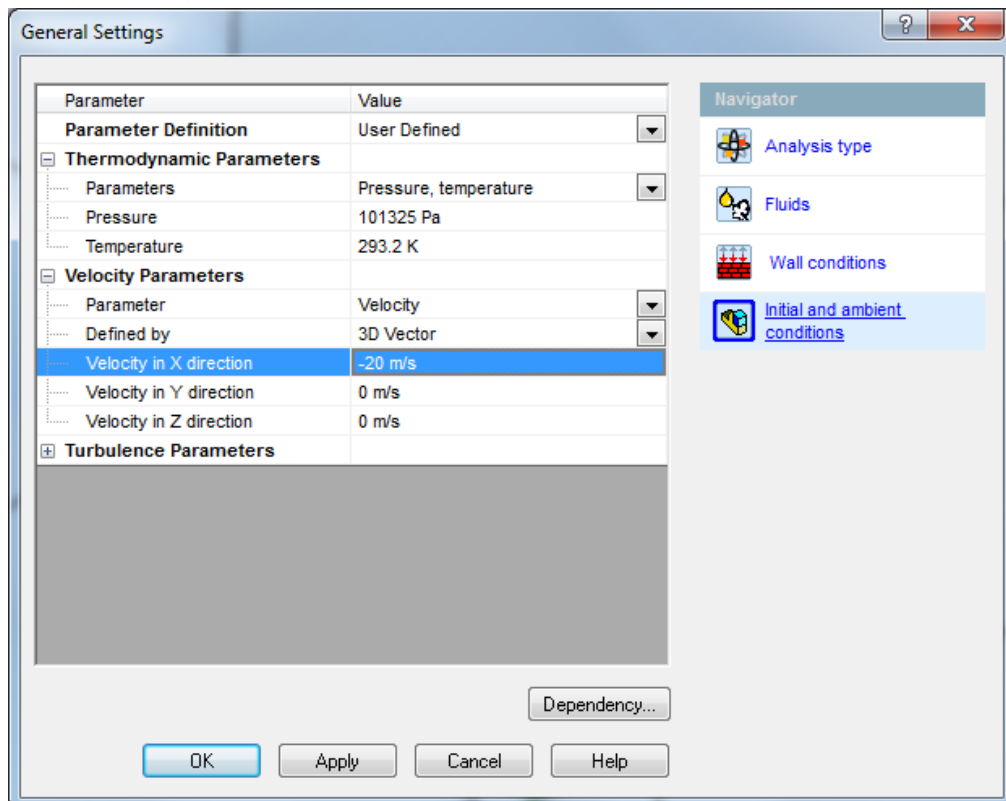 General Settings
Parameter Value
Parameter Definition User Defined
Thermodynamic Parameters
Parameters Pressure, temperature
Pressure 101325 Pa
Temperature 293.2 K
Velocity Parameters
Parameter Velocity
Defined by 3D Vector
Velocity in X direction -20 m/s
Velocity in Y direction 0 m/s
Velocity in Z direction 0 m/s
Turbulence Parameters
Navigator
Analysis type
Fluids
Wall conditions
Initial and ambient
conditions
Dependency...
OK Apply Cancel Help